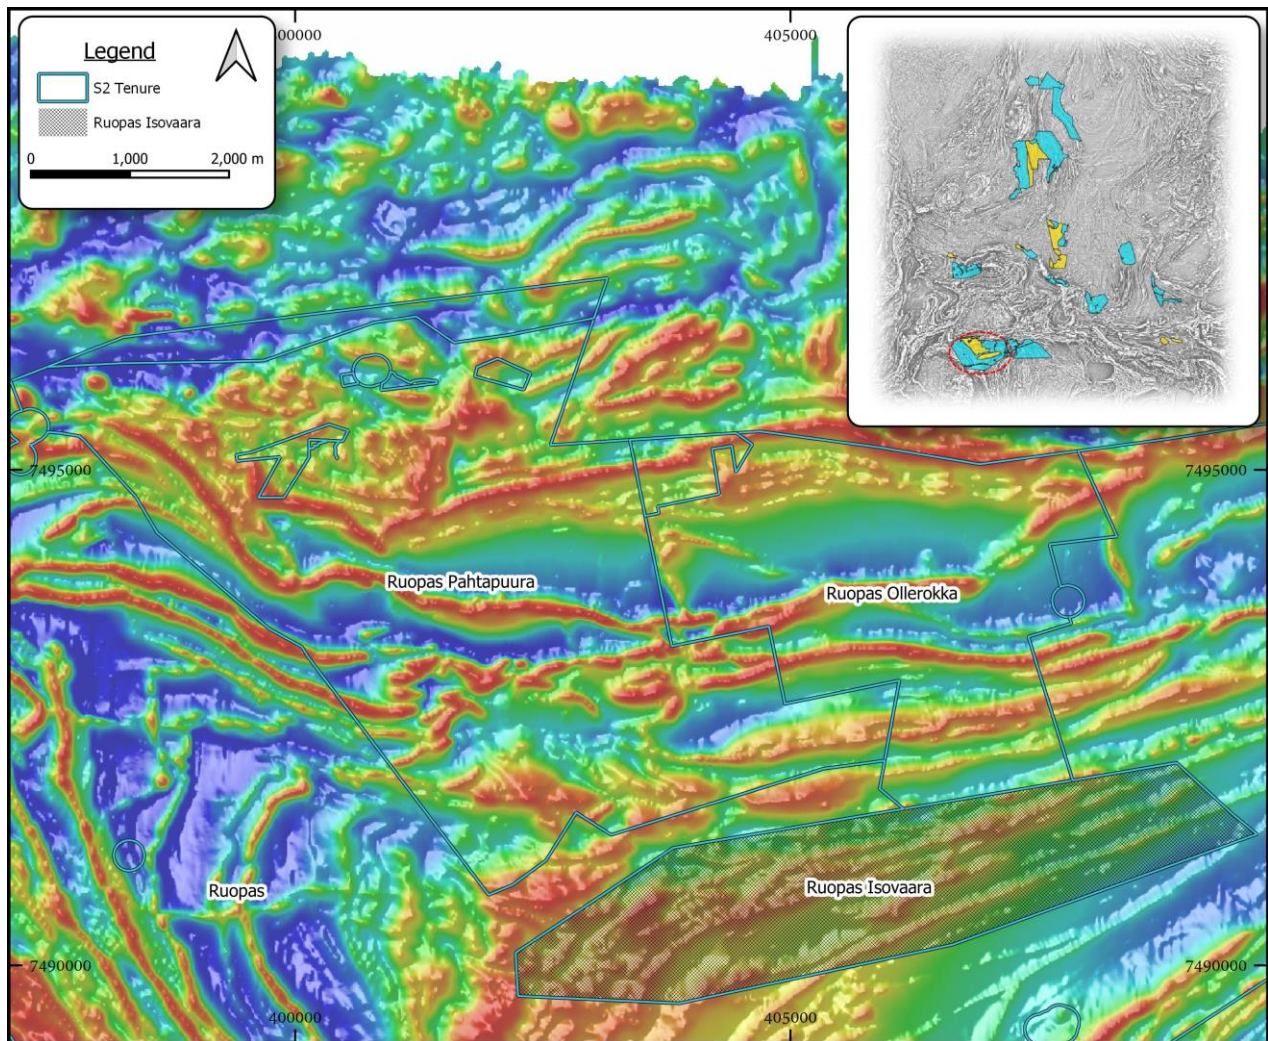 00000
405000
Legend
S2 Tenure
Ruopas Isovaara
0 1,000 2,000 m
7495000
7495000
Ruopas Pahtapuura
Ruopas Ollerokka
Ruopas
Ruopas Isovaara
7490000
7490000
400000
405000